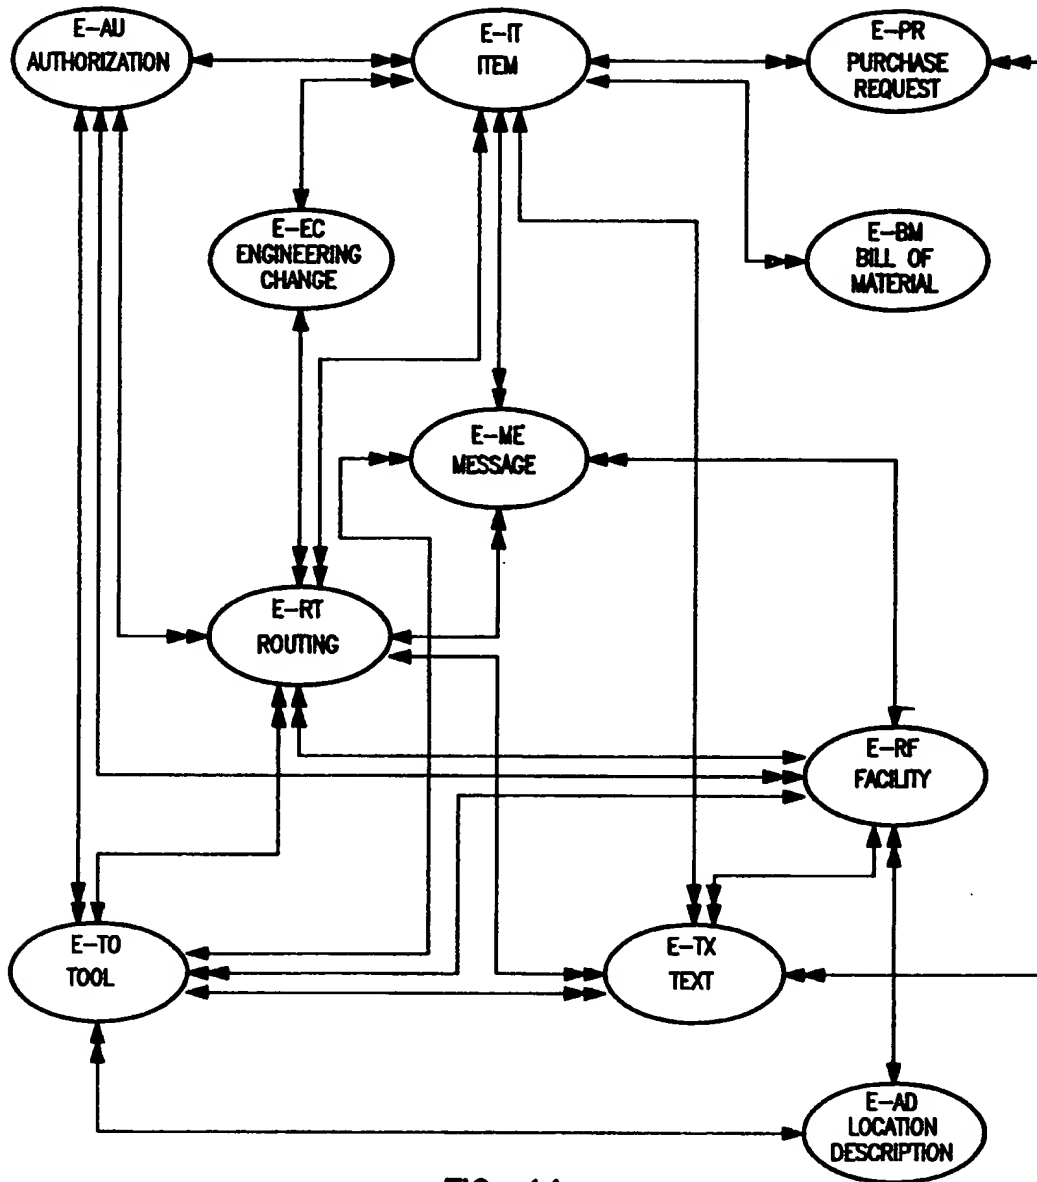 E-AU
AUTHORIZATION
E-IT
ITEM
E-PR
PURCHASE
REQUEST
E-EC
ENGINEERING
CHANGE
E-BM
BILL OF
MATERIAL
E-ME
MESSAGE
E-RT
ROUTING
E-RF
FACILITY
E-TO
TOOL
E-TX
TEXT
E-AD
LOCATION
DESCRIPTION